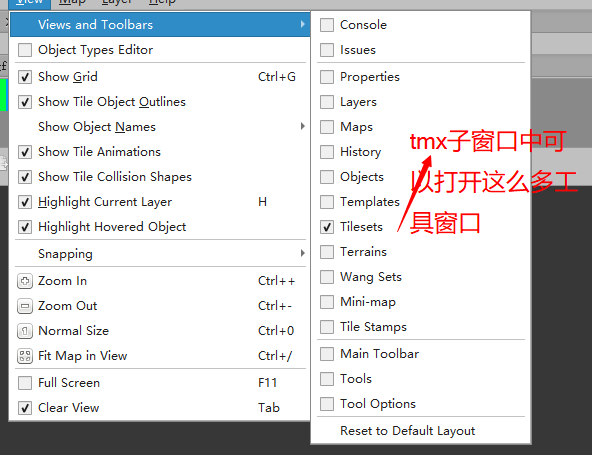 View Map Layer Help
Views and Toolbars
Object Types Editor
Show Grid Ctrl+G
Show Tile Object Outlines
Show Object Names
Show Tile Animations
Show Tile Collision Shapes
Highlight Current Layer H
Highlight Hovered Object
Snapping
Zoom In Ctrl++
Zoom Out Ctrl+-
Normal Size Ctrl+0
Fit Map in View Ctrl+/
Full Screen F11
Clear View Tab
Console
Issues
Properties
Layers
Maps
History
Objects
Templates
Tilesets
Terrains
Wang Sets
Mini-map
Tile Stamps
Main Toolbar
Tools
Tool Options
Reset to Default Layout
tmx子窗口中可
以打开这么多工
具窗口